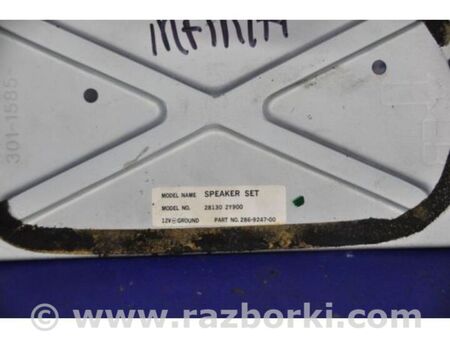 301-1585-
MODEL NAME SPEAKER SET
MODEL NO. 28130 2Y900
12V ⊖ GROUND PART NO. 286-9247-00
www.razborki.com